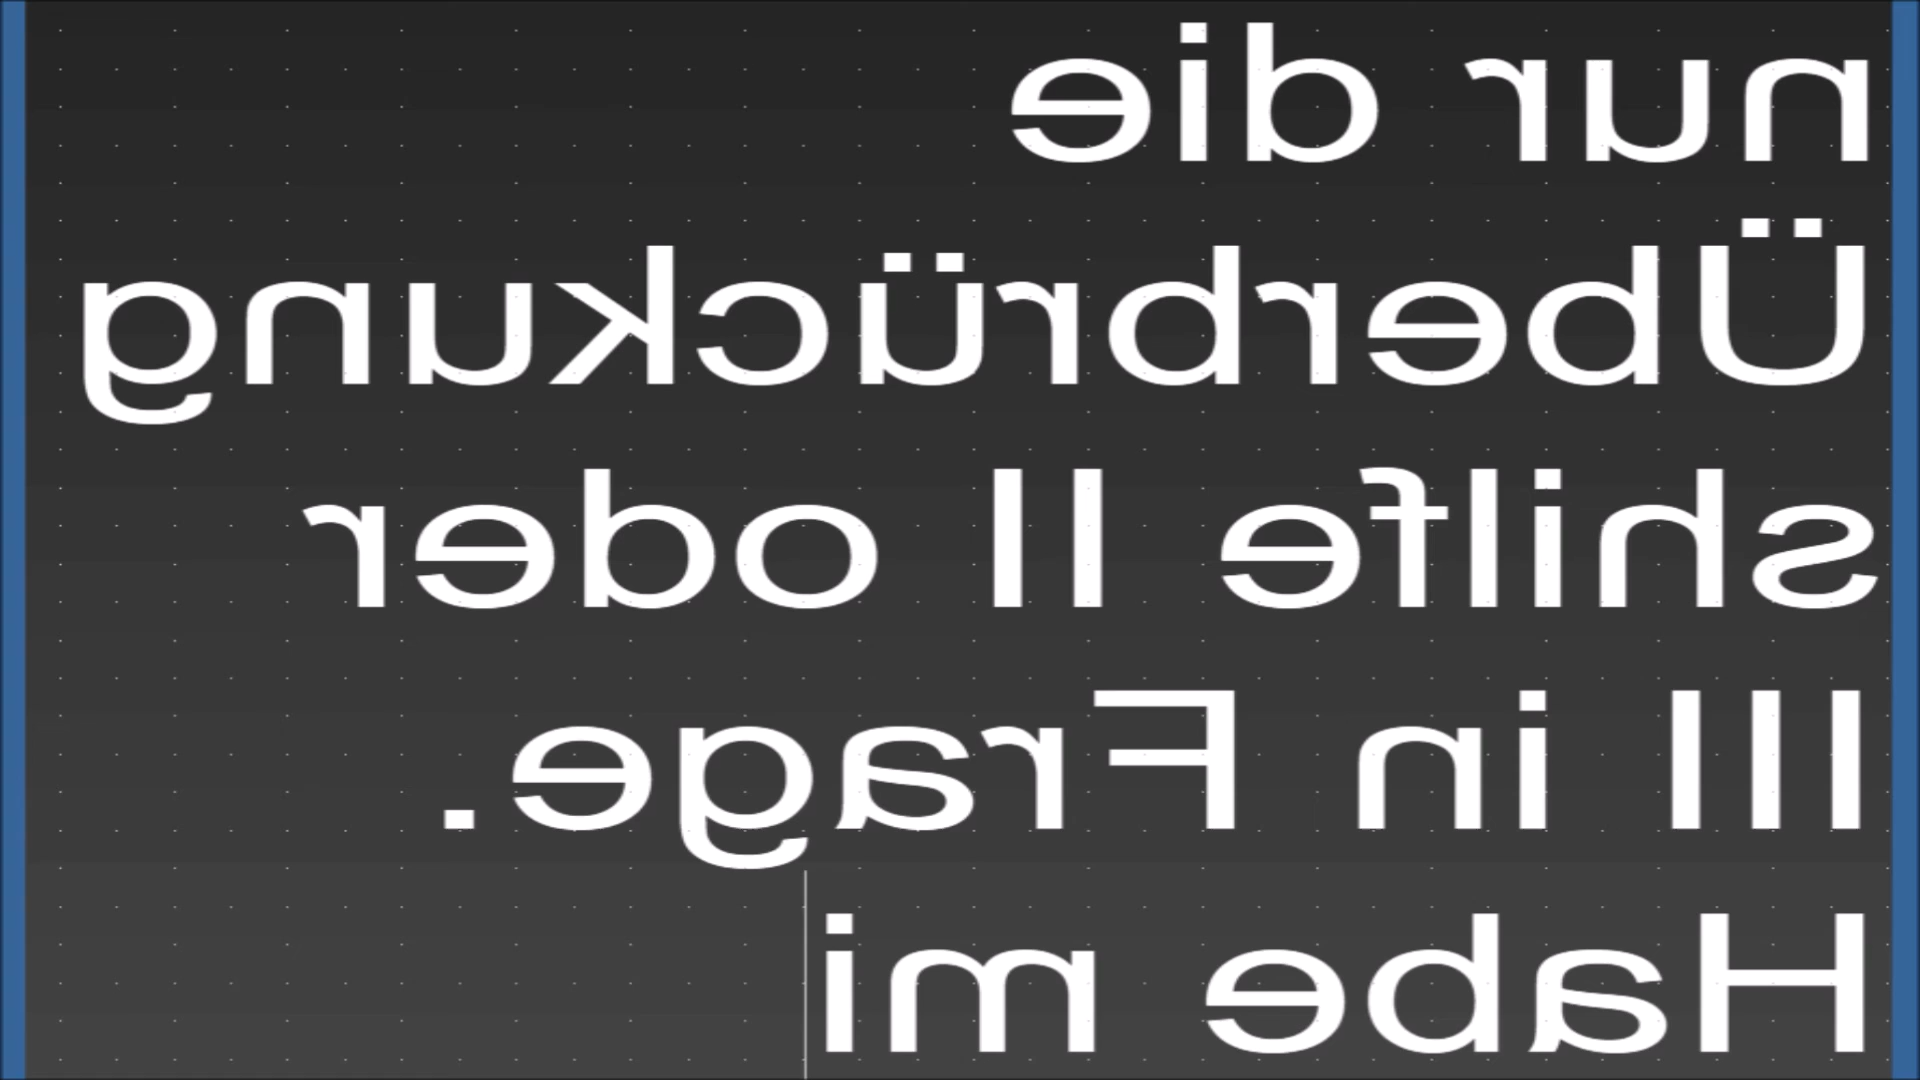 nur die
Überbrückung
shilfe II oder
III in Frage.
Habe mi